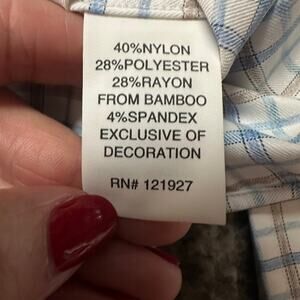 40%NYLON
28%POLYESTER
28%RAYON
FROM BAMBOO
4%SPANDEX
EXCLUSIVE OF
DECORATION
RN# 121927